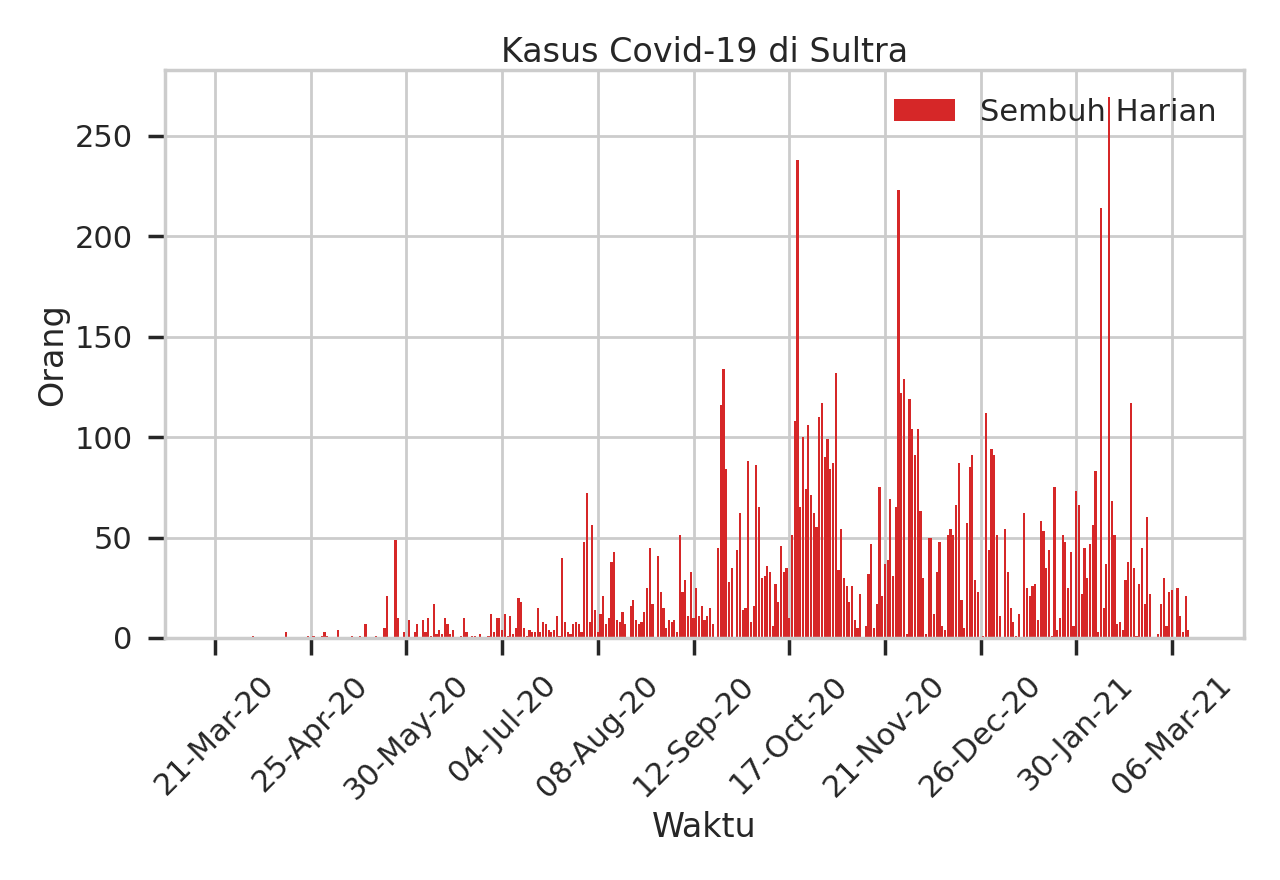 Kasus Covid-19 di Sultra
Sembuh Harian
Orang
250
200
150
100
50
0
21-Mar-20
25-Apr-20
30-May-20
04-Jul-20
08-Aug-20
12-Sep-20
17-Oct-20
21-Nov-20
26-Dec-20
30-Jan-21
06-Mar-21
Waktu